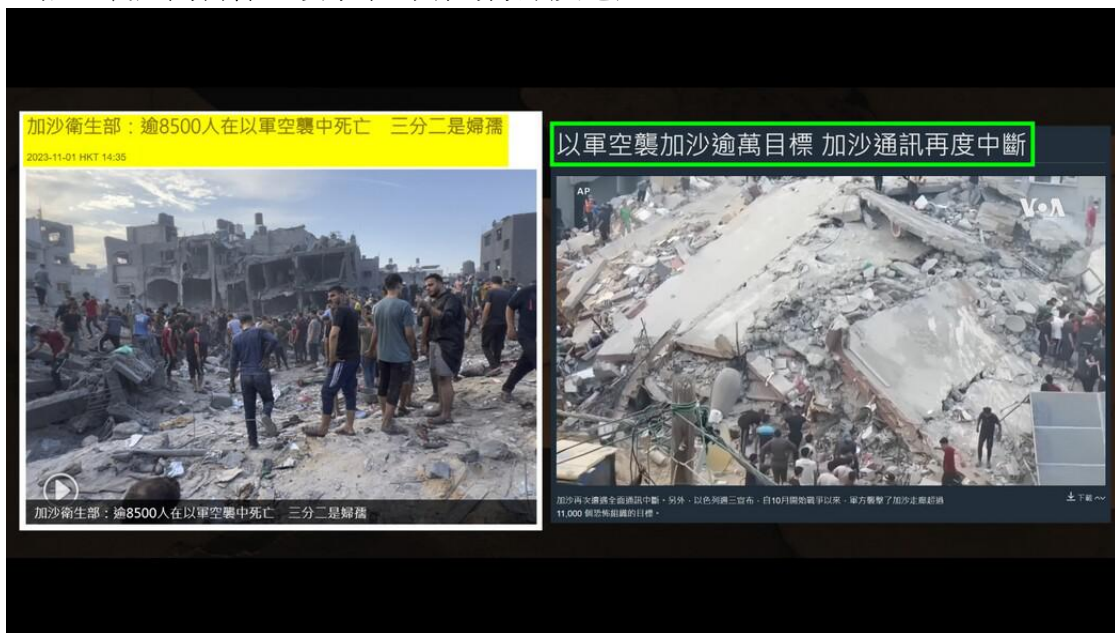 加沙衛生部：逾8500人在以軍空襲中死亡　三分二是婦孺
2023-11-01 HKT 14:35
加沙衛生部：逾8500人在以軍空襲中死亡　三分二是婦孺
以軍空襲加沙逾萬目標 加沙通訊再度中斷
AP
VOA
加沙再次遭遇全面通訊中斷。另外，以色列週三宣布，自10月開始戰爭以來，軍方襲擊了加沙走廊超過
11,000 個恐怖組織的目標。
下載